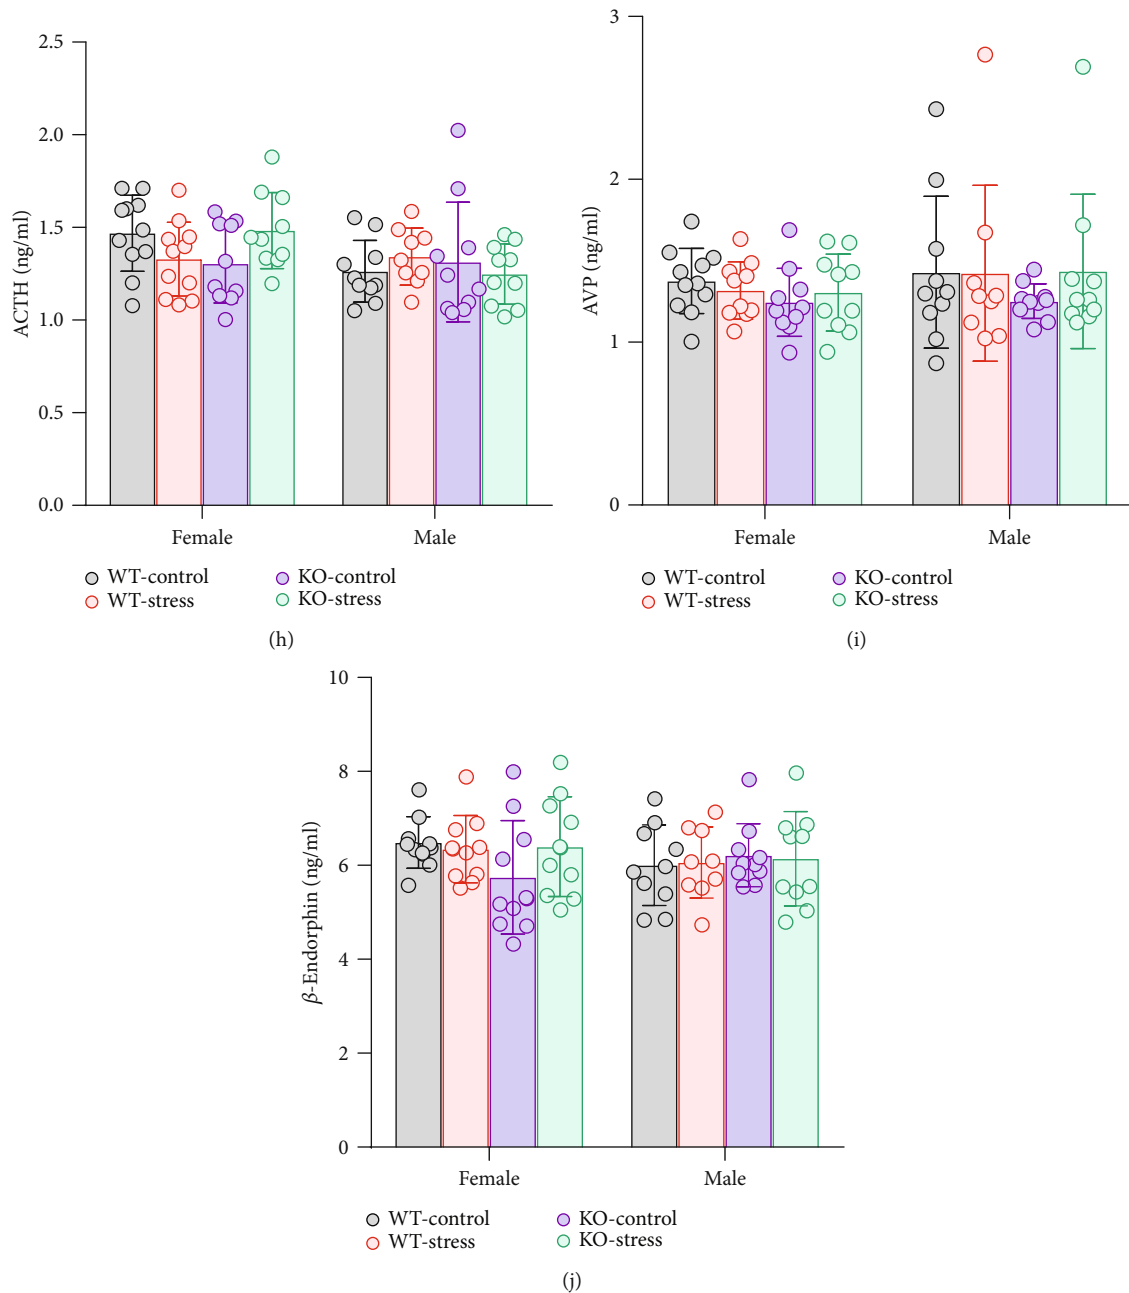 2.5
2.0
1.5
1.0
0.5
0.0
ACTH (ng/ml)
Female
Male
WT-control
KO-control
WT-stress
KO-stress
(h)
3
2
1
0
AVP (ng/ml)
Female
Male
WT-control
KO-control
WT-stress
KO-stress
(i)
10
8
6
4
2
0
β-Endorphin (ng/ml)
Female
Male
WT-control
KO-control
WT-stress
KO-stress
(j)